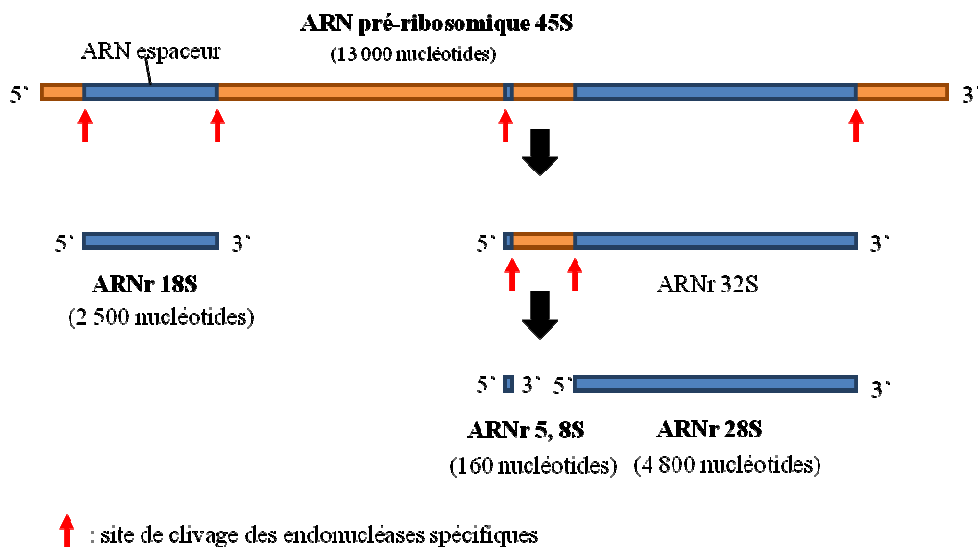 ARN pré-ribosomique 45S
(13 000 nucléotides)
ARN espaceur
5` 3`
5` 3` 5` 3`
ARNr 18S
(2 500 nucléotides)
ARNr 32S
5` 3` 5` 3`
ARNr 5, 8S ARNr 28S
(160 nucléotides) (4 800 nucléotides)
: site de clivage des endonucléases spécifiques